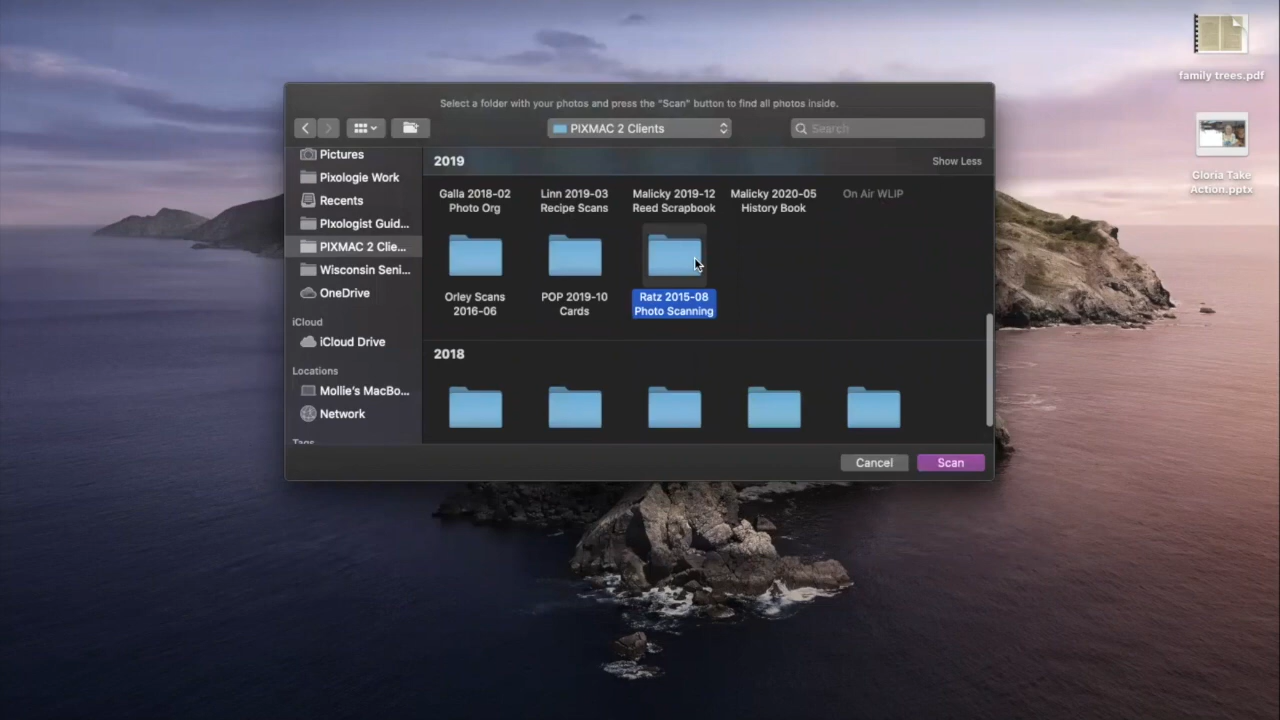 family trees.pdf
Gloria Take
Action.pptx
Select a folder with your photos and press the "Scan" button to find all photos inside.
PIXMAC 2 Clients
Search
Pictures
Pixologie Work
Recents
PIxologist Guid...
PIXMAC 2 Clie...
Wisconsin Seni...
OneDrive
iCloud
iCloud Drive
Locations
Mollie's MacBo...
Network
Tags
2019
Show Less
Galla 2018-02
Photo Org
Linn 2019-03
Recipe Scans
Malicky 2019-12
Reed Scrapbook
Malicky 2020-05
History Book
On Air WLIP
Orley Scans
2016-06
POP 2019-10
Cards
Ratz 2015-08
Photo Scanning
2018
Cancel
Scan